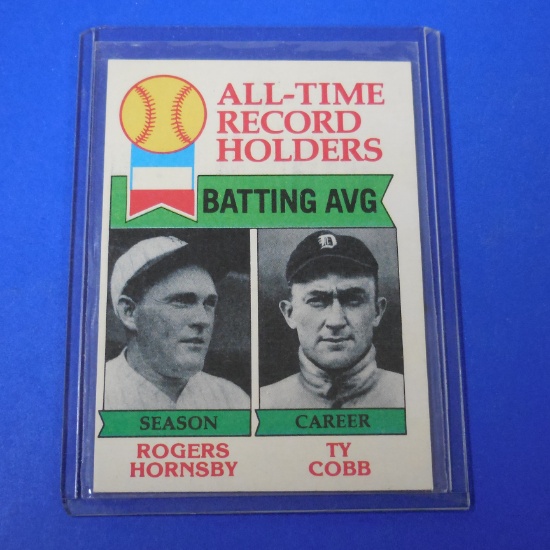 ALL-TIME
RECORD
HOLDERS
BATTING AVG
D
SEASON
CAREER
ROGERS
HORNSBY
TY
COBB